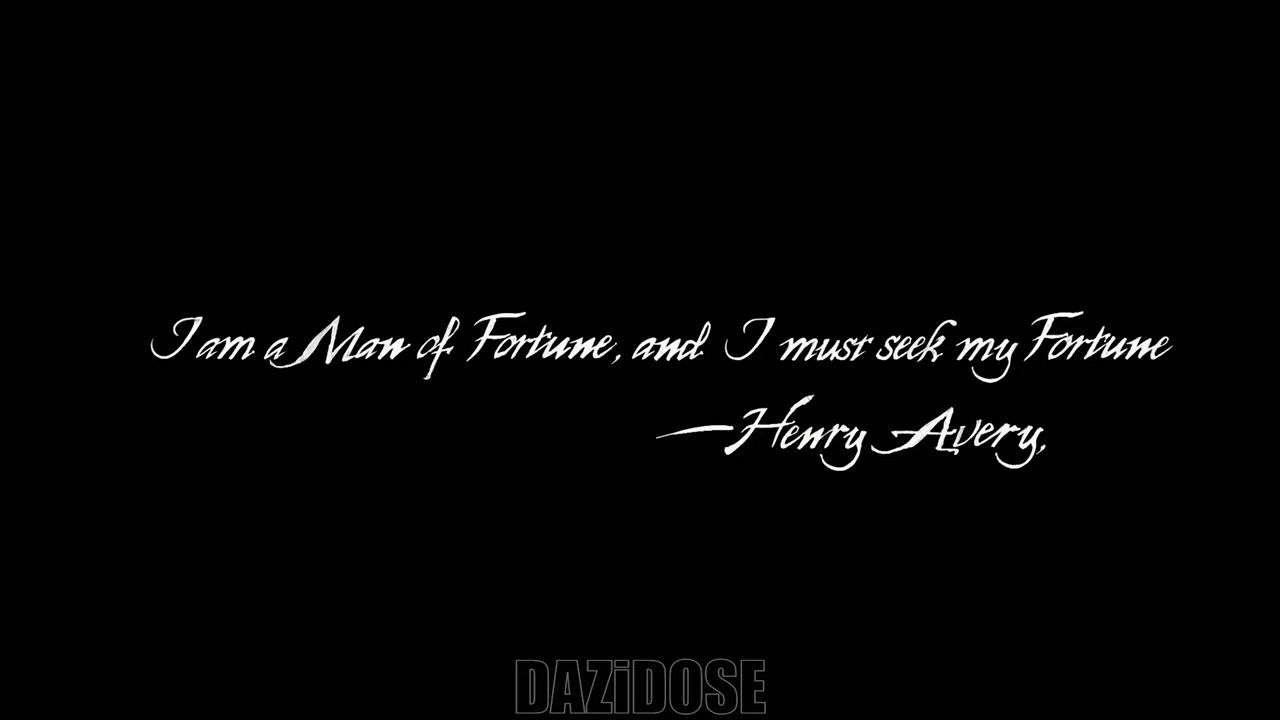 I am a Man of Fortune, and I must seek my Fortune
—Henry Avery,
DAZiDOSE